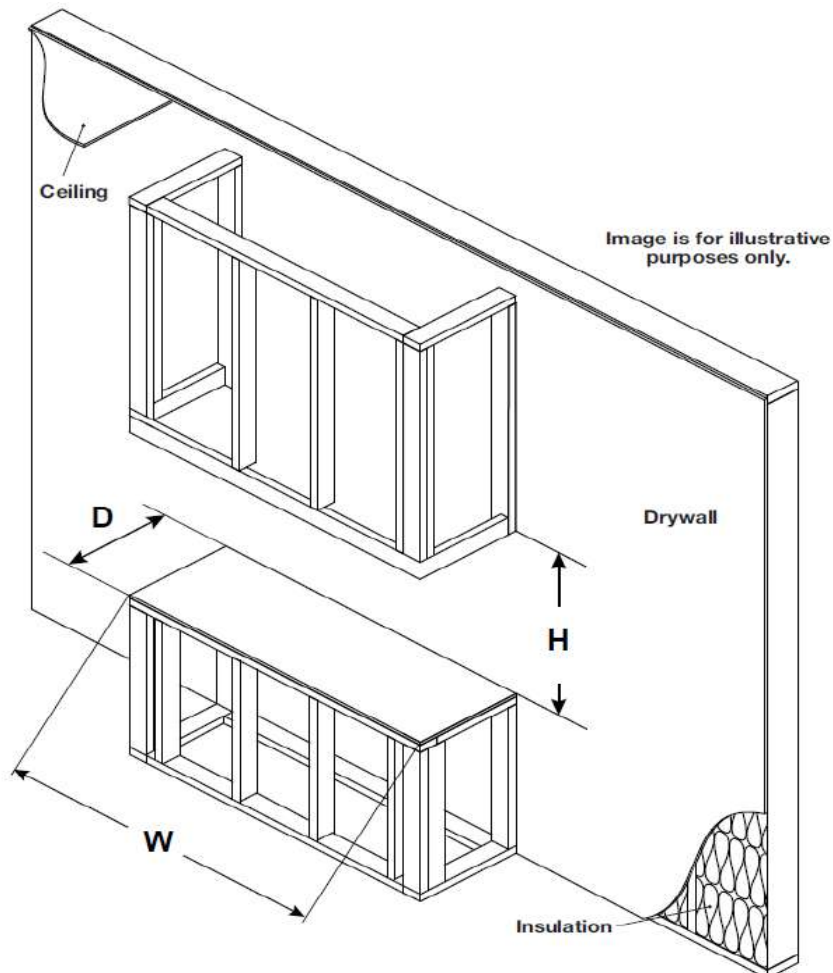 Ceiling
Image is for illustrative
purposes only.
Drywall
D
H
W
Insulation